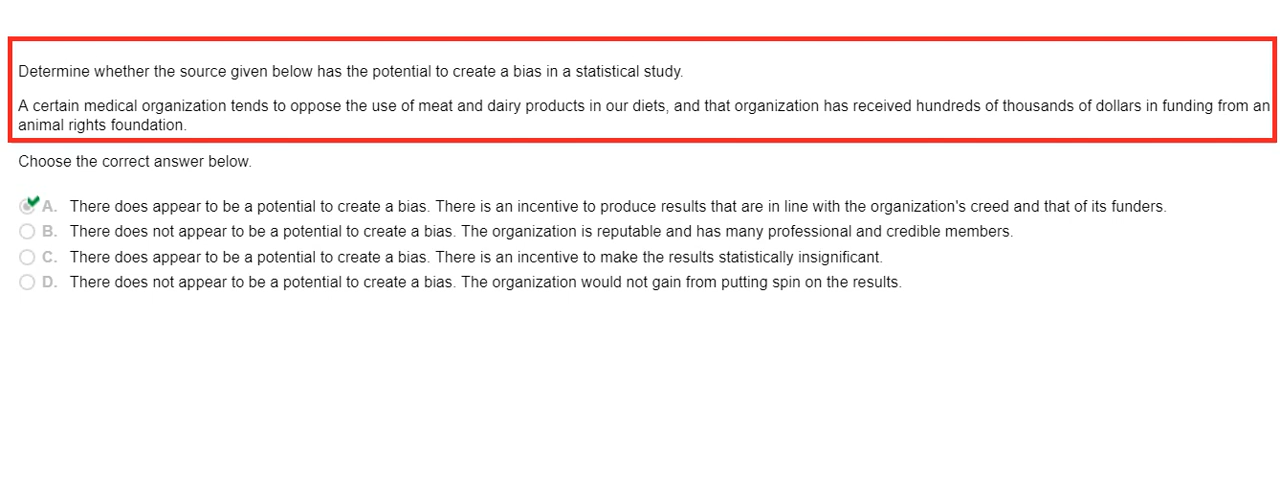 Determine whether the source given below has the potential to create a bias in a statistical study.
A certain medical organization tends to oppose the use of meat and dairy products in our diets, and that organization has received hundreds of thousands of dollars in funding from an
animal rights foundation.
Choose the correct answer below.
A. There does appear to be a potential to create a bias. There is an incentive to produce results that are in line with the organization's creed and that of its funders.
B. There does not appear to be a potential to create a bias. The organization is reputable and has many professional and credible members.
C. There does appear to be a potential to create a bias. There is an incentive to make the results statistically insignificant.
D. There does not appear to be a potential to create a bias. The organization would not gain from putting spin on the results.